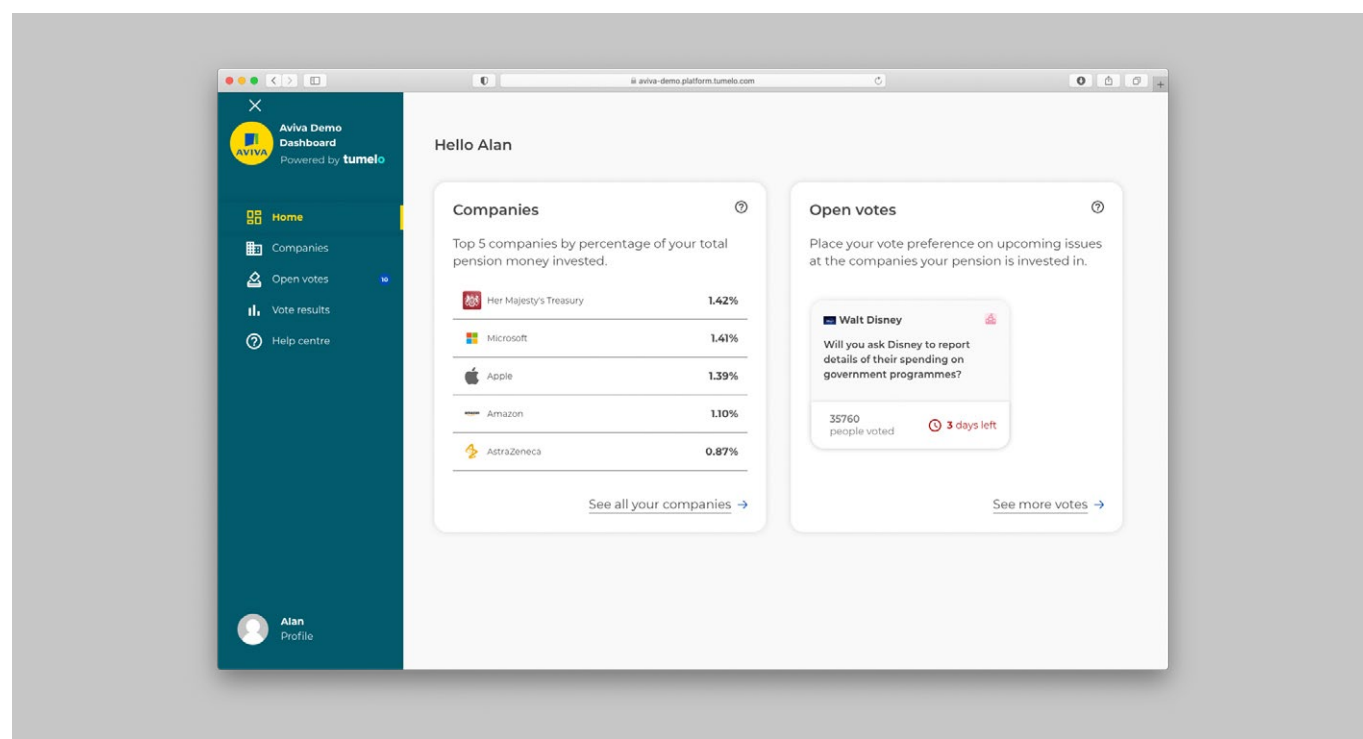 aviva-demo.platform.tumelo.com
AVIVA
Aviva Demo
Dashboard
Powered by tumelo
Home
Companies
Open votes
10
Vote results
Help centre
Alan
Profile
Hello Alan
Companies
Top 5 companies by percentage of your total
pension money invested.
Her Majesty's Treasury 1.42%
Microsoft 1.41%
Apple 1.39%
Amazon 1.10%
AstraZeneca 0.87%
See all your companies →
Open votes
Place your vote preference on upcoming issues
at the companies your pension is invested in.
Walt Disney
Will you ask Disney to report
details of their spending on
government programmes?
35760
people voted
3 days left
See more votes →